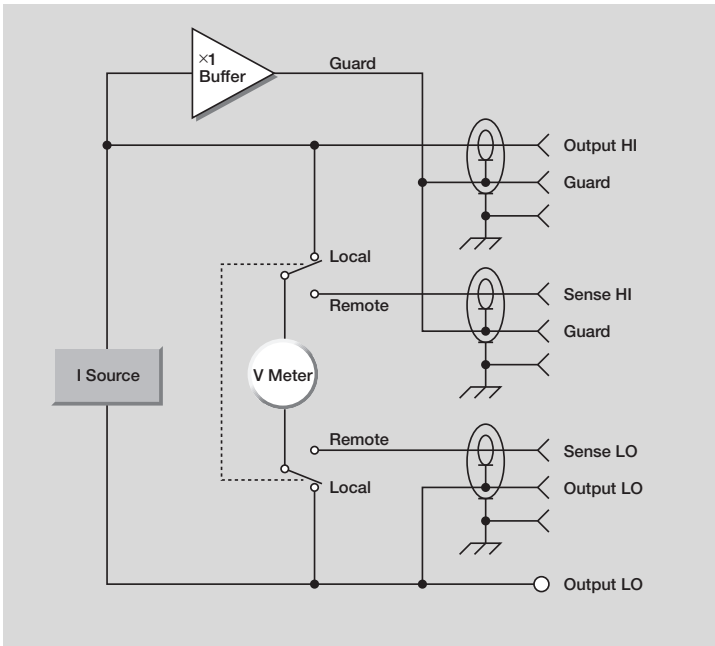 ×1
Buffer
Guard
Output HI
Guard
Local
Sense HI
Remote
Guard
I Source
V Meter
Remote
Sense LO
Local
Output LO
Output LO